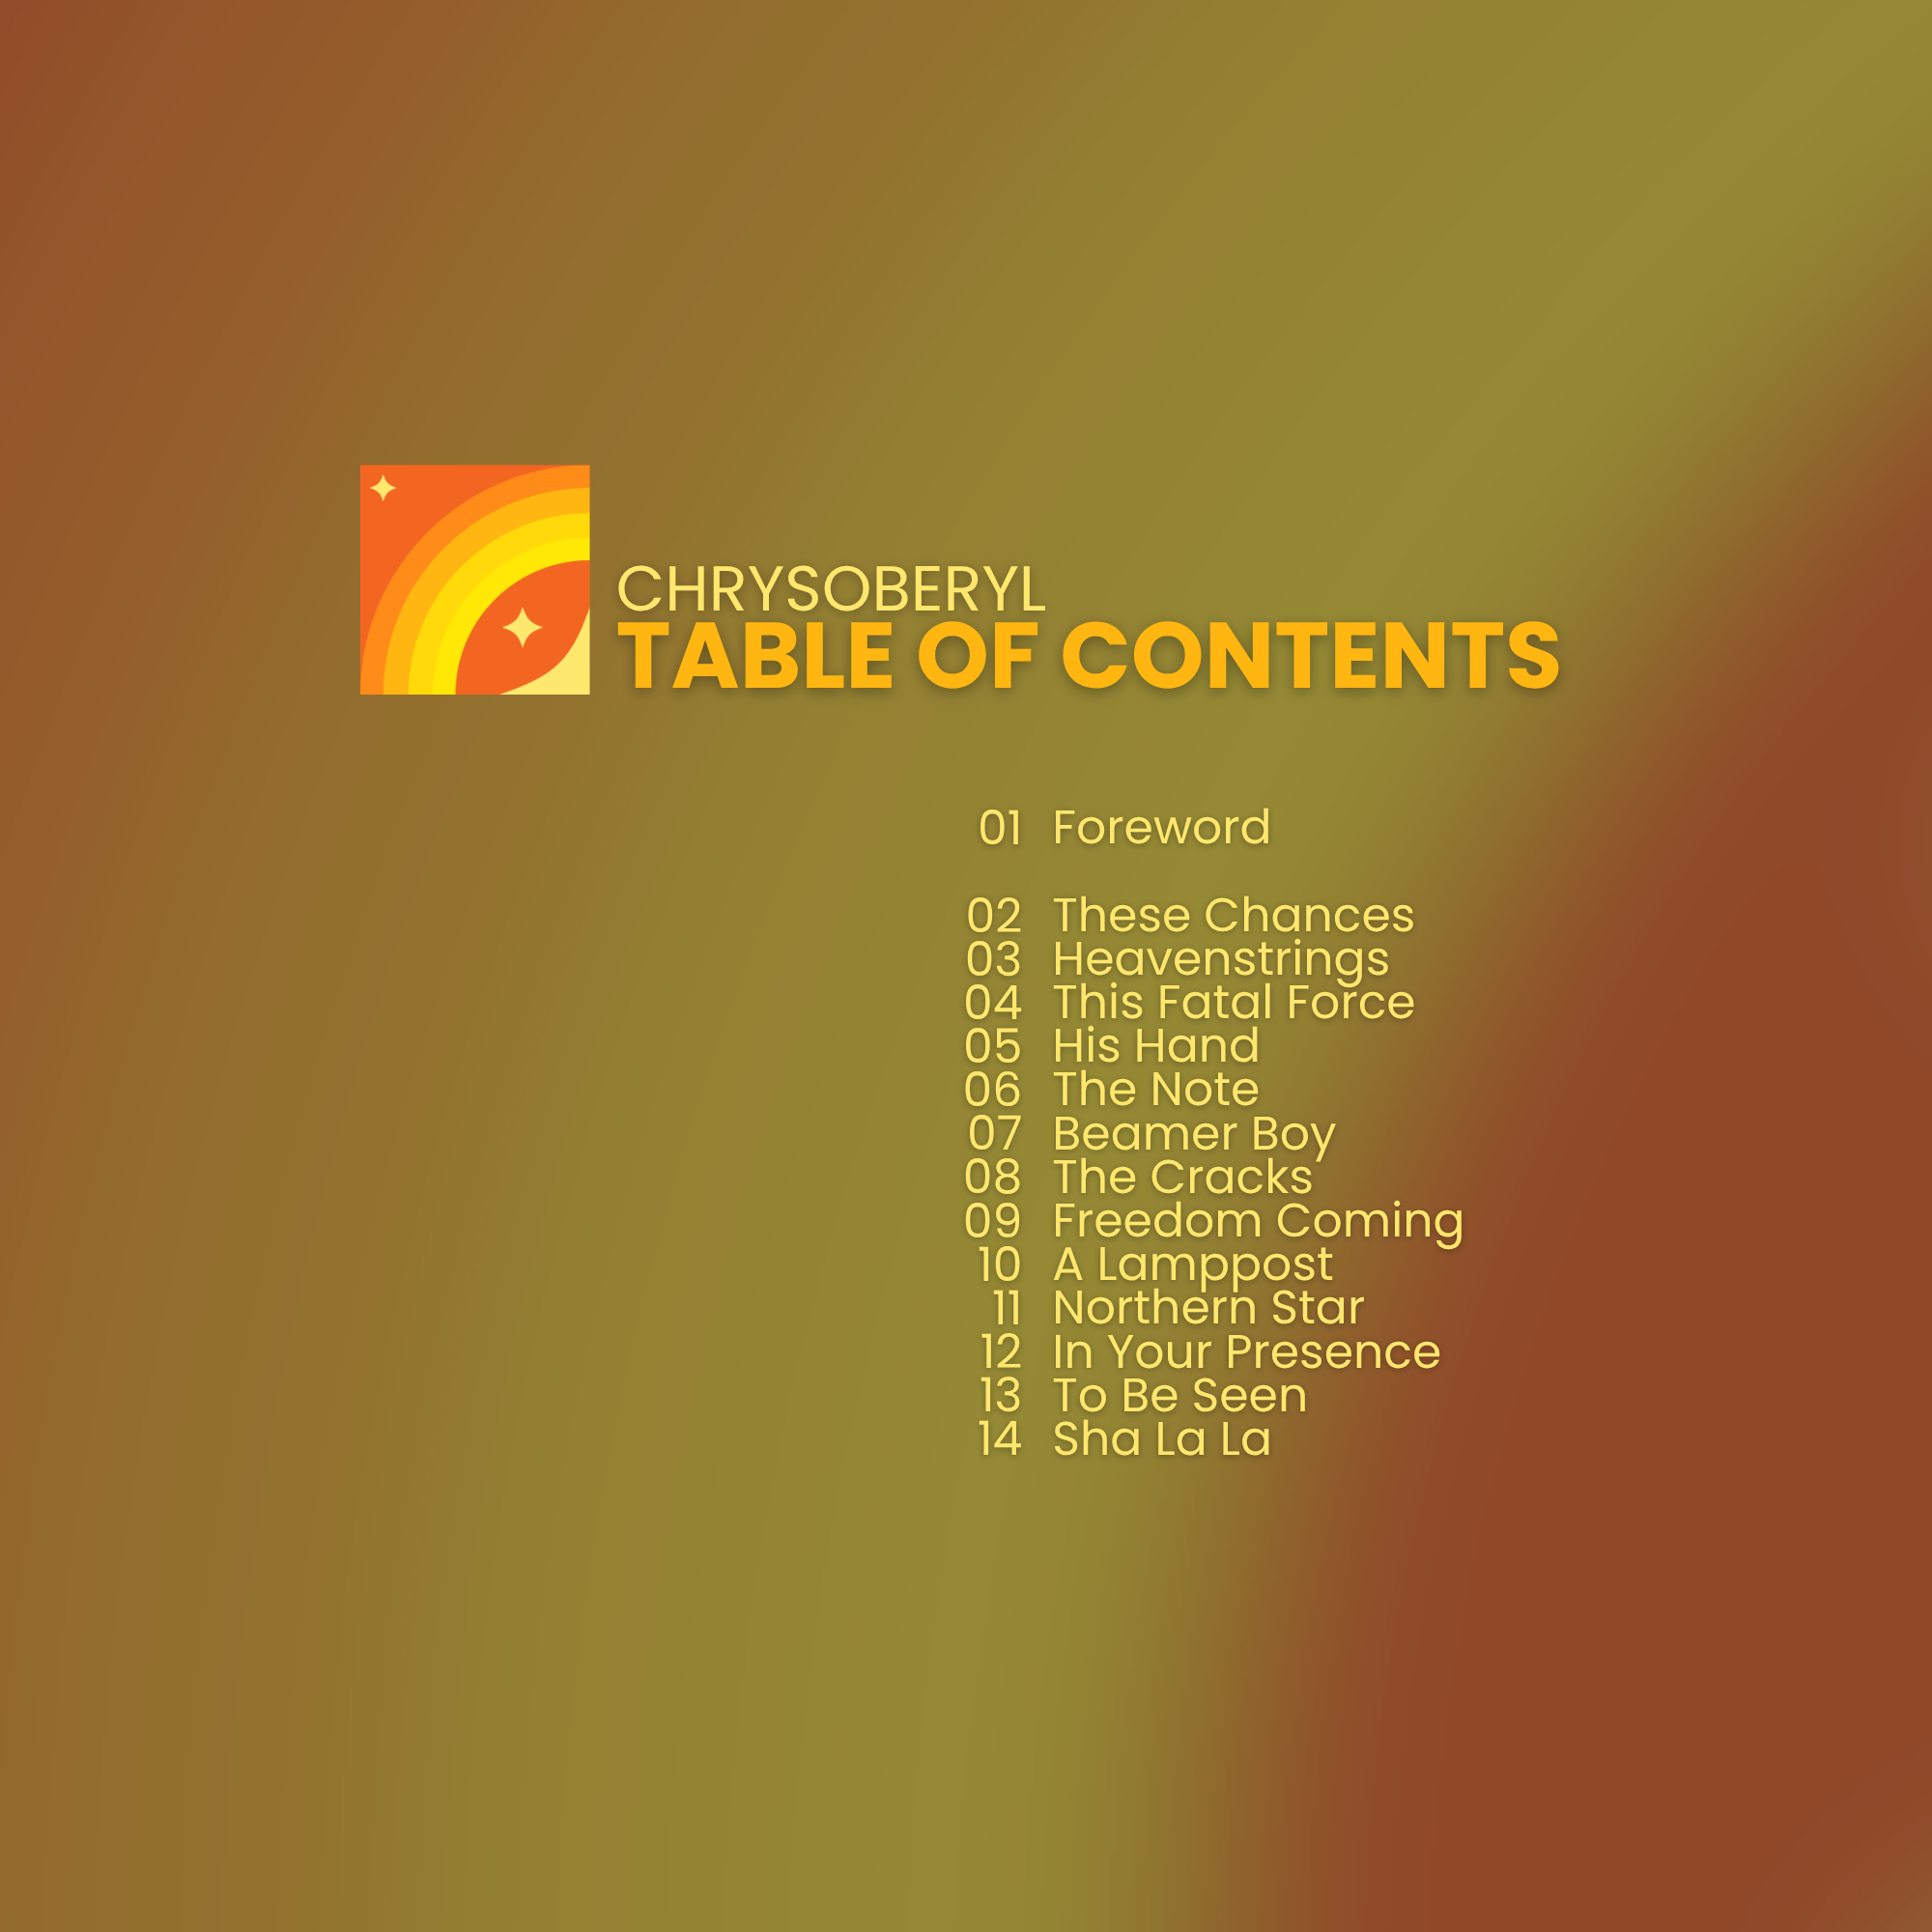 CHRYSOBERYL
TABLE OF CONTENTS
01 Foreword
02 These Chances
03 Heavenstrings
04 This Fatal Force
05 His Hand
06 The Note
07 Beamer Boy
08 The Cracks
09 Freedom Coming
10 A Lamppost
11 Northern Star
12 In Your Presence
13 To Be Seen
14 Sha La La